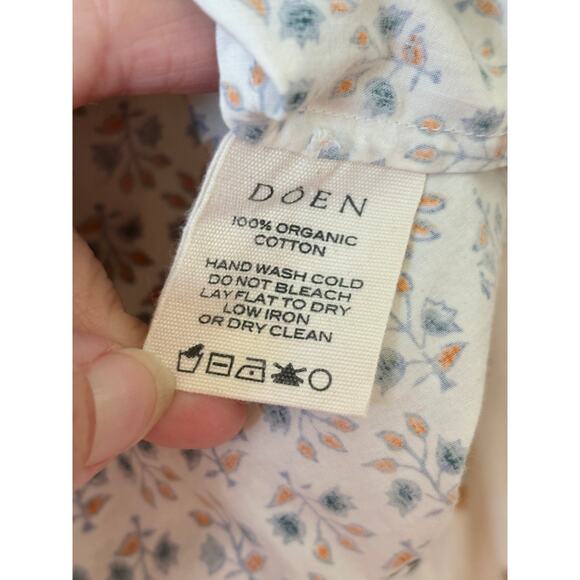 DÔEN
100% ORGANIC
COTTON
HAND WASH COLD
DO NOT BLEACH
LAY FLAT TO DRY
LOW IRON
OR DRY CLEAN